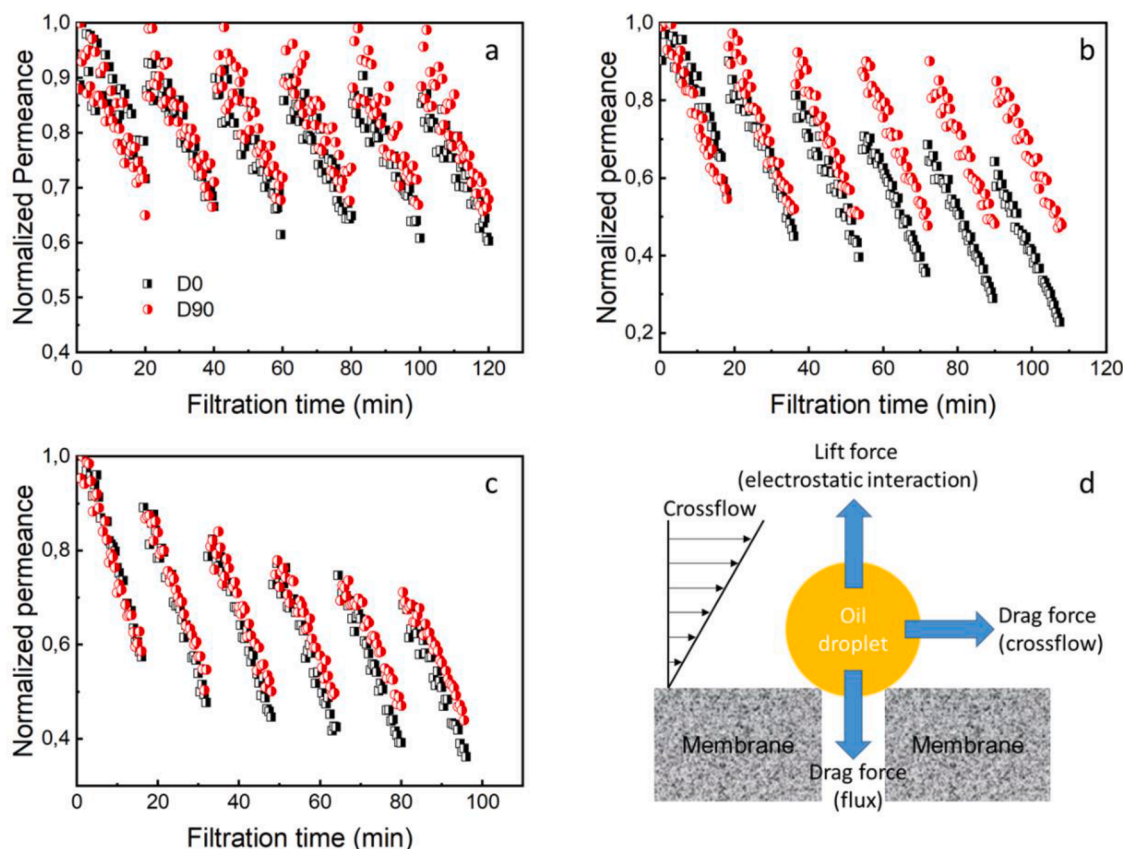 1,0
0,9
0,8
0,7
0,6
0,5
0,4
Normalized Permeance
a
D0
D90
0 20 40 60 80 100 120
Filtration time (min)
1,0
0,8
0,6
0,4
0,2
Normalized permeance
b
0 20 40 60 80 100 120
Filtration time (min)
1,0
0,8
0,6
0,4
Normalized permeance
c
0 20 40 60 80 100
Filtration time (min)
d
Lift force
(electrostatic interaction)
Crossflow
Oil
droplet
Drag force
(crossflow)
Membrane
Membrane
Drag force
(flux)